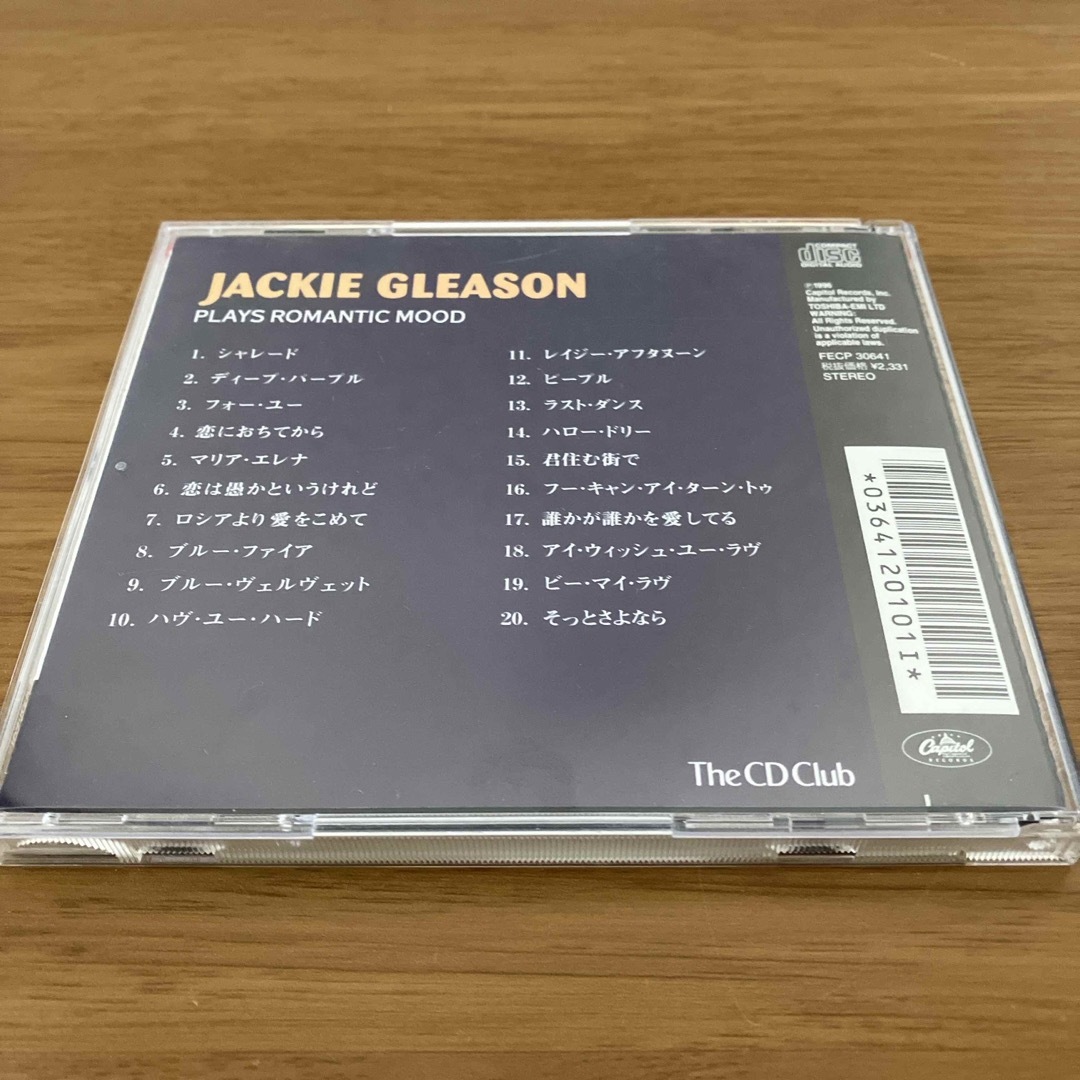 JACKIE GLEASON
PLAYS ROMANTIC MOOD
1. シャレード
2. ディープ・パープル
3. フォー・ユー
4. 恋におちてから
5. マリア・エレナ
6. 恋は愚かというけれど
7. ロシアより愛をこめて
8. ブルー・ファイア
9. ブルー・ヴェルヴェット
10. ハヴ・ユー・ハード
11. レイジー・アフタヌーン
12. ピープル
13. ラスト・ダンス
14. ハロー・ドリー
15. 君住む街で
16. フー・キャン・アイ・ターン・トゥ
17. 誰かが誰かを愛してる
18. アイ・ウィッシュ・ユー・ラヴ
19. ビー・マイ・ラヴ
20. そっとさよなら
COMPACT
disc
DIGITAL AUDIO
Ⓟ1996
Capitol Records, Inc.
Manufactured by
TOSHIBA-EMI LTD
WARNING:
All Rights Reserved.
Unauthorized duplication
is a violation of
applicable laws.
FECP 30641
税抜価格 ¥2,331
STEREO
*0364120101I*
Capitol
RECORDS
The CD Club